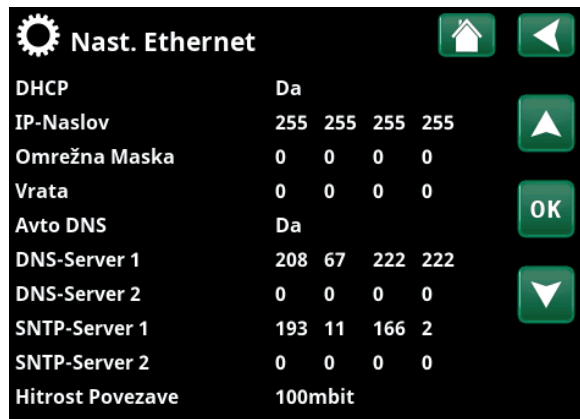 Nast. Ethernet
DHCP Da
IP-Naslov 255 255 255 255
Omrežna Maska 0 0 0 0
Vrata 0 0 0 0
Avto DNS Da
OK
DNS-Server 1 208 67 222 222
DNS-Server 2 0 0 0 0
SNTP-Server 1 193 11 166 2
SNTP-Server 2 0 0 0 0
Hitrost Povezave 100mbit